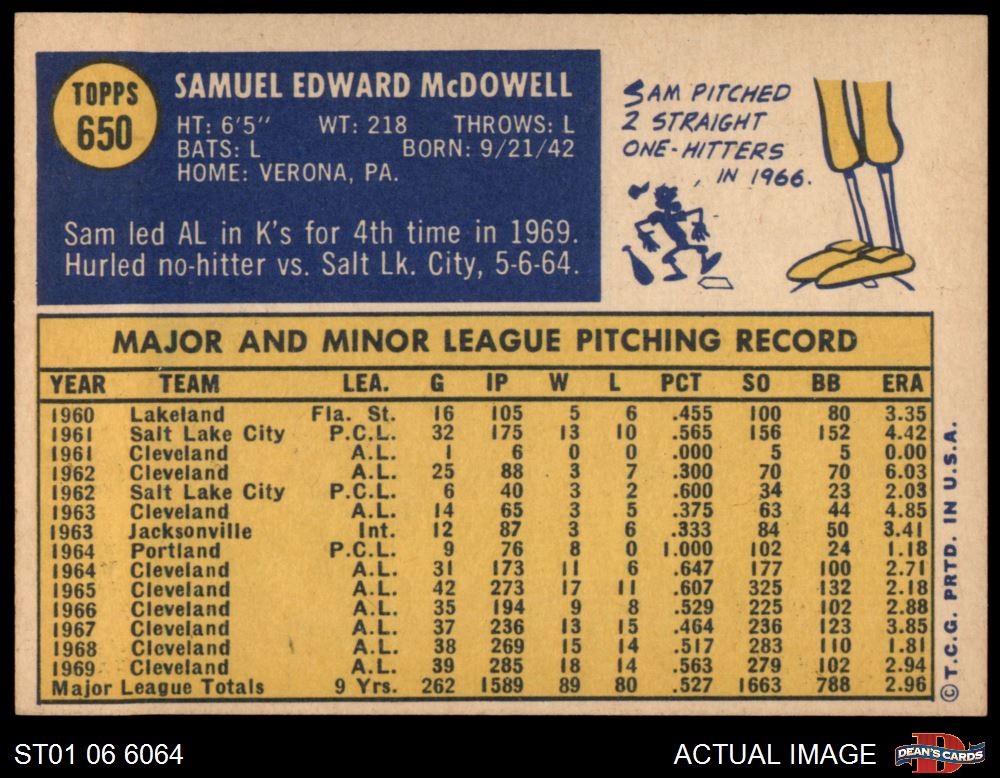 TOPPS
650
SAMUEL EDWARD McDOWELL
HT: 6'5" WT: 218 THROWS: L
BATS: L BORN: 9/21/42
HOME: VERONA, PA.
Sam led AL in K's for 4th time in 1969.
Hurled no-hitter vs. Salt Lk. City, 5-6-64.
SAM PITCHED
2 STRAIGHT
ONE-HITTERS
IN 1966.
MAJOR AND MINOR LEAGUE PITCHING RECORD
YEAR TEAM LEA. G IP W L PCT SO BB ERA
1960 Lakeland Fla. St. 16 105 5 6 .455 100 80 3.35
1961 Salt Lake City P.C.L. 32 175 13 10 .565 156 152 4.42
1961 Cleveland A.L. 1 6 0 0 .000 5 5 0.00
1962 Cleveland A.L. 25 88 3 7 .300 70 70 6.03
1962 Salt Lake City P.C.L. 6 40 3 2 .600 34 23 2.03
1963 Cleveland A.L. 14 65 3 5 .375 63 44 4.85
1963 Jacksonville Int. 12 87 3 6 .333 84 50 3.41
1964 Portland P.C.L. 9 76 8 0 1.000 102 24 1.18
1964 Cleveland A.L. 31 173 11 6 .647 177 100 2.71
1965 Cleveland A.L. 42 273 17 11 .607 325 132 2.18
1966 Cleveland A.L. 35 194 9 8 .529 225 102 2.88
1967 Cleveland A.L. 37 236 13 15 .464 236 123 3.85
1968 Cleveland A.L. 38 269 15 14 .517 283 110 1.81
1969 Cleveland A.L. 39 285 18 14 .563 279 102 2.94
Major League Totals 9 Yrs. 262 1589 89 80 .527 1663 788 2.96
© T.C.G. PRTD. IN U.S.A.
ST01 06 6064
ACTUAL IMAGE
DEAN'S CARDS